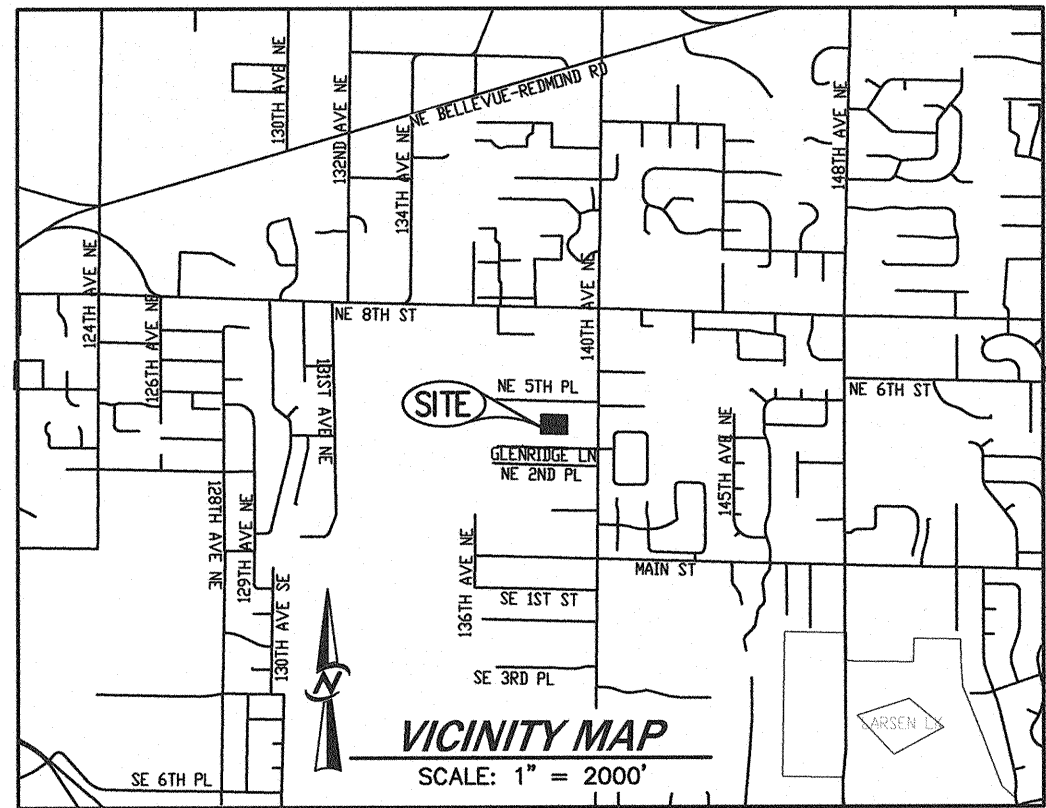 130TH AVE NE
132ND AVE NE
134TH AVE NE
NE BELLEVUE-REDMOND RD
148TH AVE NE
124TH AVE NE
126TH AVE NE
NE 8TH ST
140TH AVE NE
131ST AVE NE
NE 5TH PL
NE 6TH ST
SITE
GLENRIDGE LN
NE 2ND PL
145TH AVE NE
128TH AVE NE
129TH AVE NE
130TH AVE SE
136TH AVE NE
MAIN ST
SE 1ST ST
SE 3RD PL
N
LARSEN LK
VICINITY MAP
SCALE: 1" = 2000'
SE 6TH PL